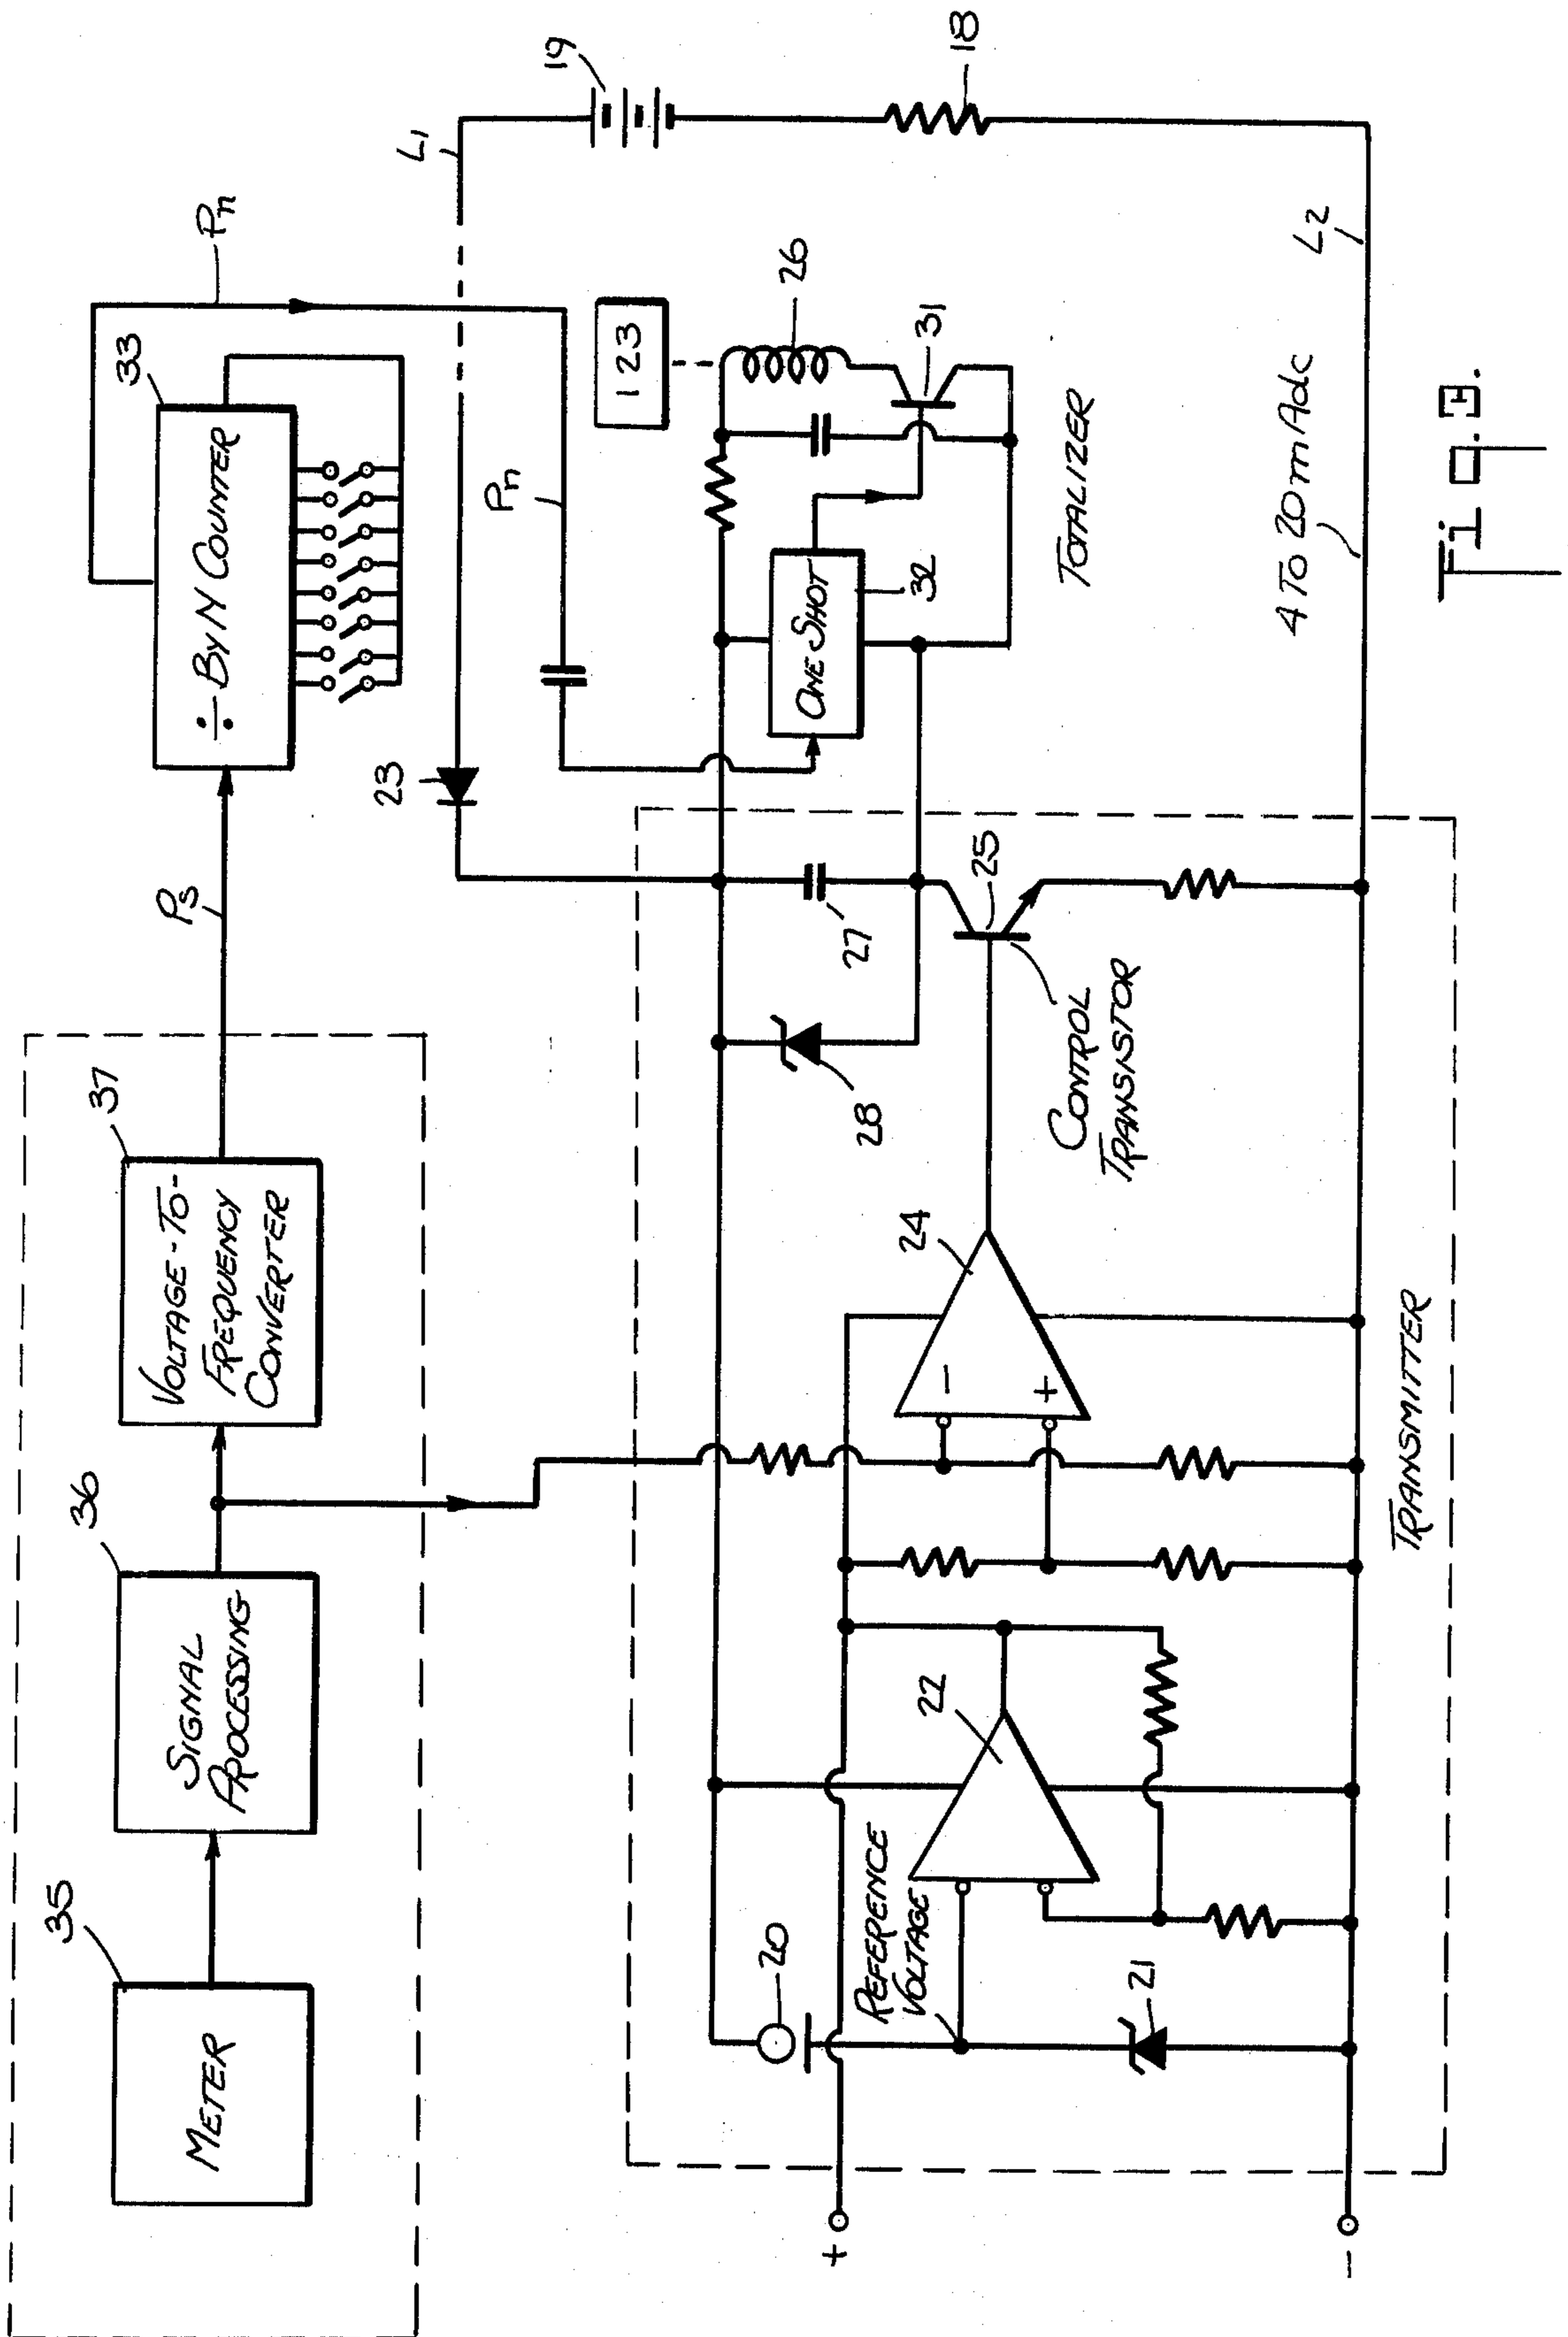 35
METER
36
SIGNAL
PROCESSING
37
VOLTAGE-TO-
FREQUENCY
CONVERTER
Ps
33
÷ BY N COUNTER
Pn
L1
19
18
23
Pn
123
26
31
ONE SHOT
32
TOTALIZER
20
REFERENCE
VOLTAGE
21
22
24
-
+
28
27
25
CONTROL
TRANSISTOR
+
-
TRANSMITTER
4 TO 20 mAdc
L2
Fig. 3.